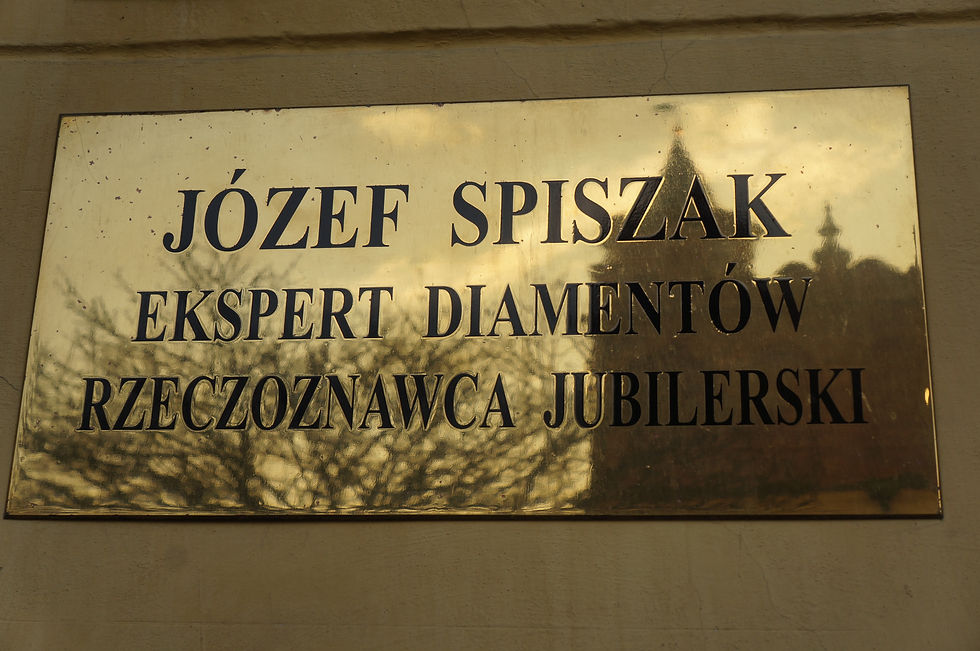 JÓZEF SPISZAK
EKSPERT DIAMENTÓW
RZECZOZNAWCA JUBILERSKI